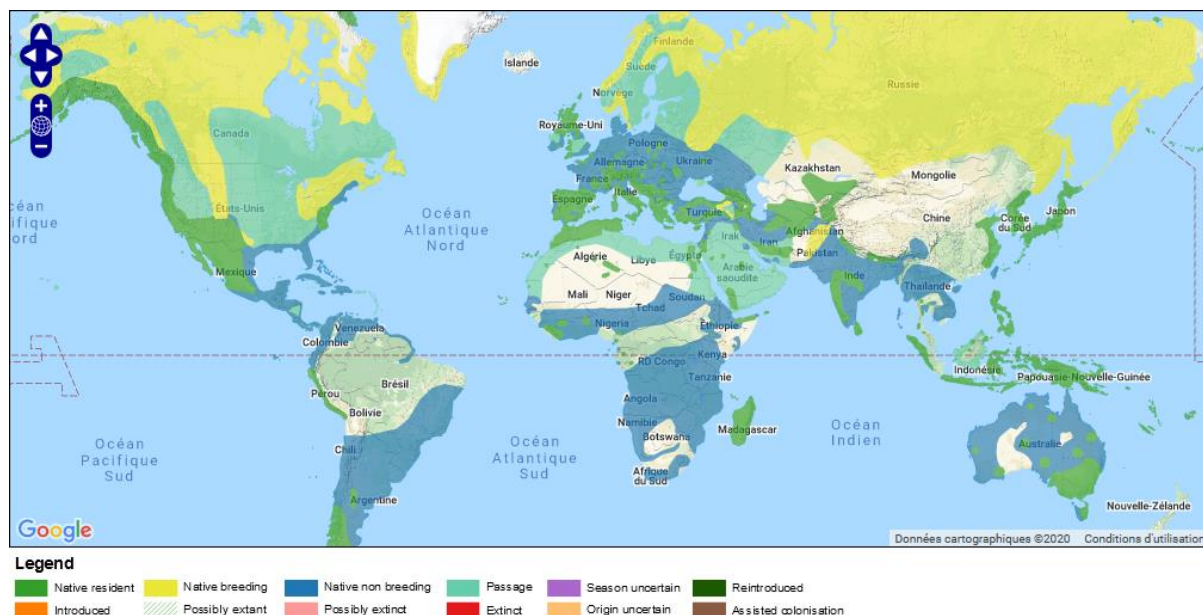 Islande
Finlande
Suède
Norvège
Russie
Canada
Royaume-Uni
Pologne
Allemagne
Ukraine
France
Kazakhstan
Mongolie
États-Unis
Italie
Espagne
Turquie
Océan
Atlantique
Nord
Chine
Corée
du Sud
Japon
Afghanistan
Irak
Iran
Pakistan
céan
cifique
ord
Algérie
Libye
Égypte
Arabie
saoudite
Mexique
Inde
Mali
Niger
Tchad
Soudan
Thaïlande
Nigeria
Éthiopie
Venezuela
Colombie
RD Congo
Kenya
Indonésie
Papouasie-Nouvelle-Guinée
Tanzanie
Brésil
Pérou
Bolivie
Angola
Namibie
Botswana
Madagascar
Océan
Indien
Australie
Océan
Pacifique
Sud
Chili
Océan
Atlantique
Sud
Afrique
du Sud
Argentine
Nouvelle-Zélande
Google
Données cartographiques ©2020 Conditions d'utilisation
Legend
Native resident Native breeding Native non breeding Passage Season uncertain Reintroduced
Introduced Possibly extant Possibly extinct Extinct Origin uncertain Assisted colonisation